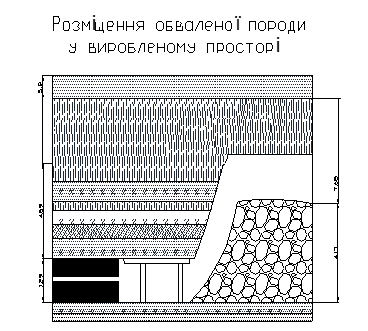 Розміщення обваленої породи
у виробленому просторі